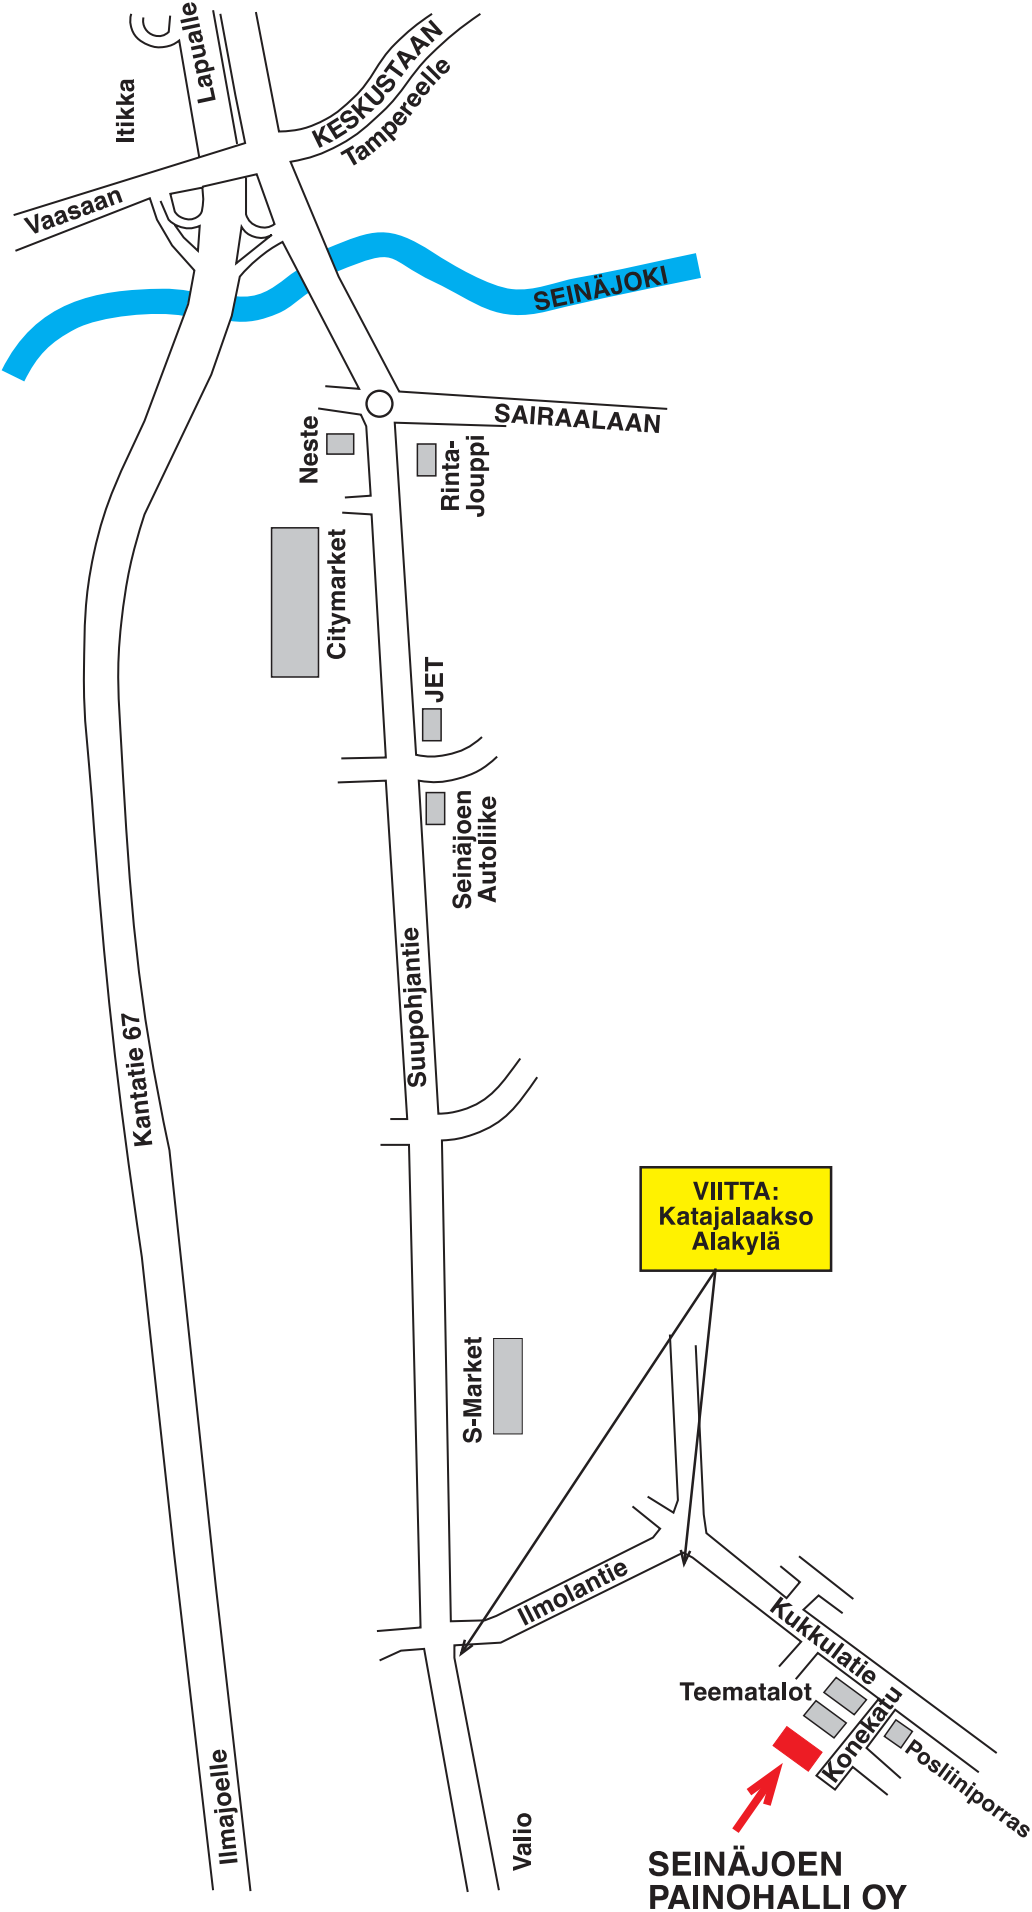 Lapualle
KESKUSTAAN
Tampereelle
Itikka
Vaasaan
SEINÄJOKI
SAIRAALAAN
Neste
Rinta-
Jouppi
Citymarket
JET
Seinäjoen
Autoliike
Suupohjantie
Kantatie 67
VIITTA:
Katajalaakso
Alakylä
S-Market
Ilmolantie
Kukkulatie
Teematalot
Konekatu
Posliiniporras
Ilmajoelle
Valio
SEINÄJOEN
PAINOHALLI OY